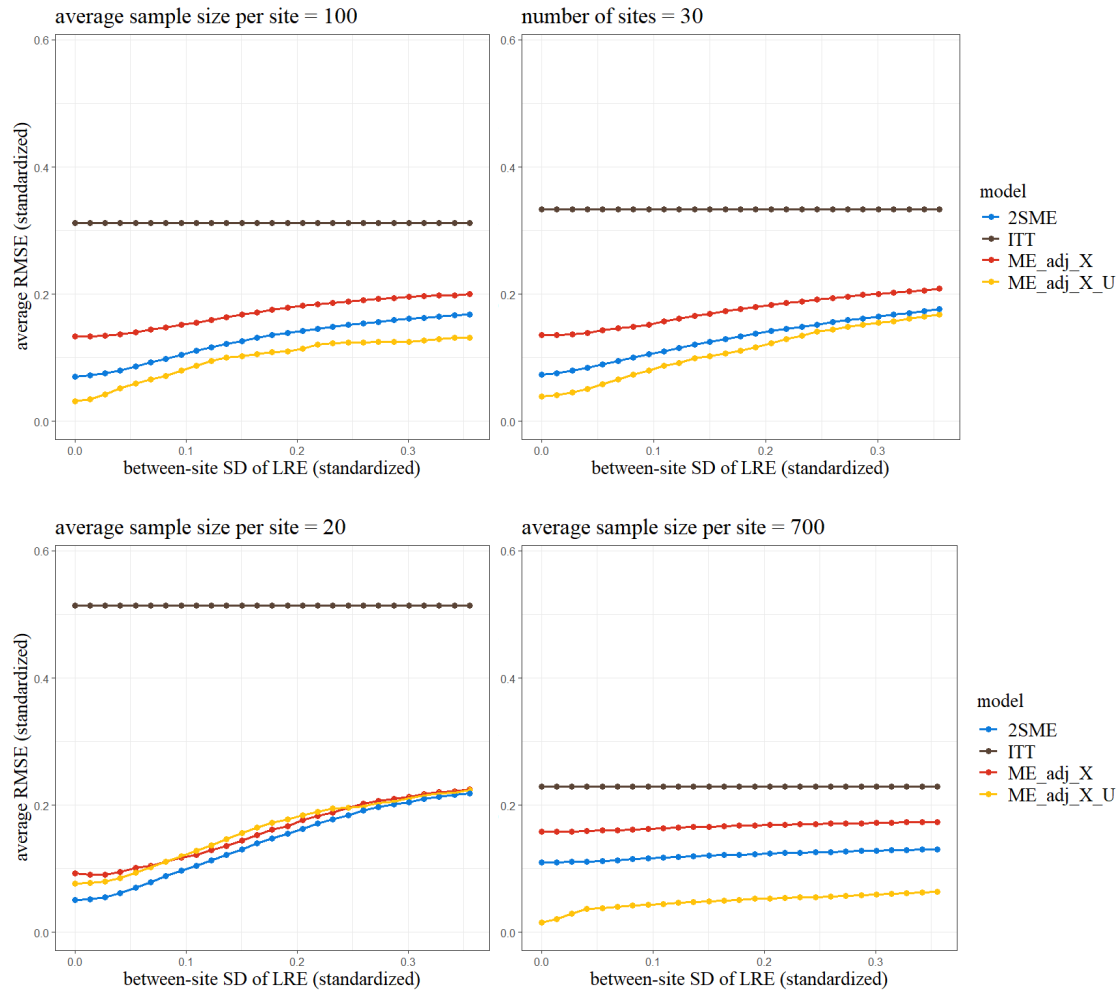 average sample size per site = 100
average RMSE (standardized)
0.6
0.4
0.2
0.0
0.0 0.1 0.2 0.3
between-site SD of LRE (standardized)
number of sites = 30
0.6
0.4
0.2
0.0
0.0 0.1 0.2 0.3
between-site SD of LRE (standardized)
model
2SME
ITT
ME_adj_X
ME_adj_X_U
average sample size per site = 20
average RMSE (standardized)
0.6
0.4
0.2
0.0
0.0 0.1 0.2 0.3
between-site SD of LRE (standardized)
average sample size per site = 700
0.6
0.4
0.2
0.0
0.0 0.1 0.2 0.3
between-site SD of LRE (standardized)
model
2SME
ITT
ME_adj_X
ME_adj_X_U